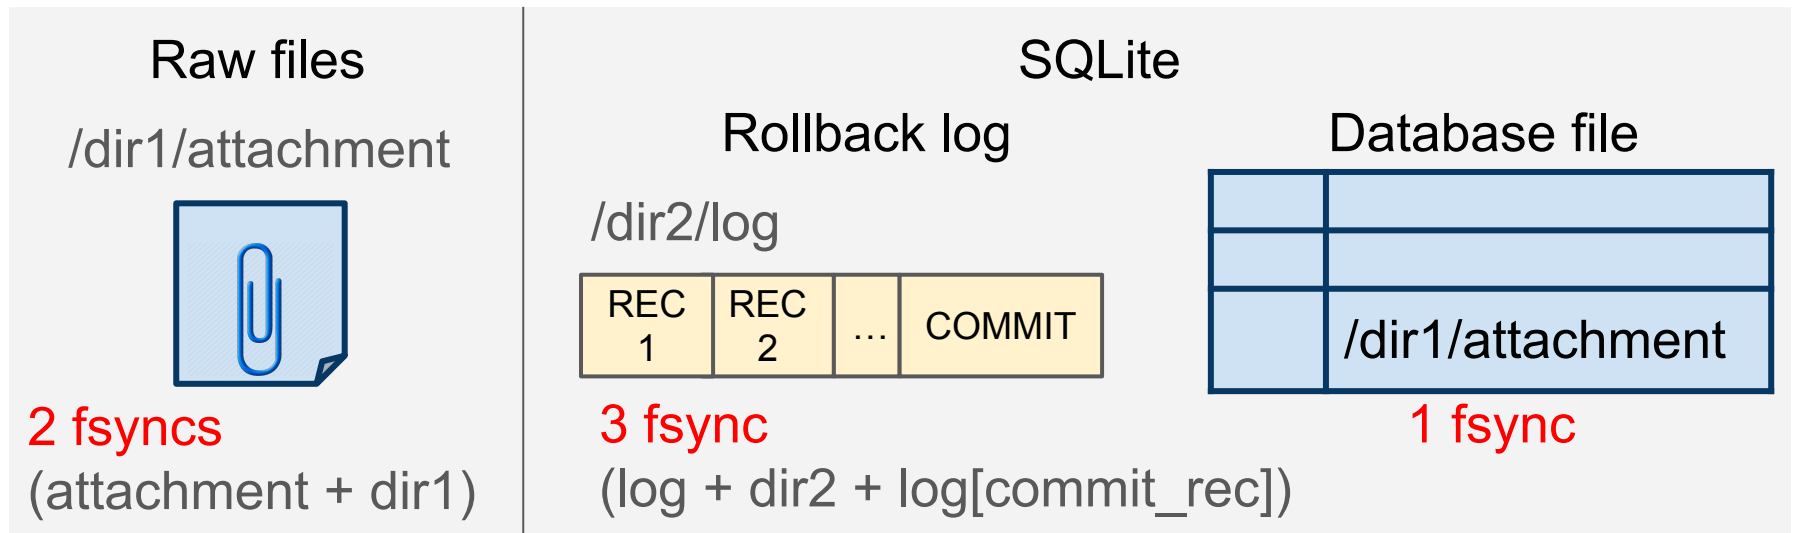 Raw files
/dir1/attachment
2 fsyncs
(attachment + dir1)
SQLite
Rollback log
/dir2/log
REC 1
REC 2
...
COMMIT
3 fsync
(log + dir2 + log[commit_rec])
Database file
/dir1/attachment
1 fsync